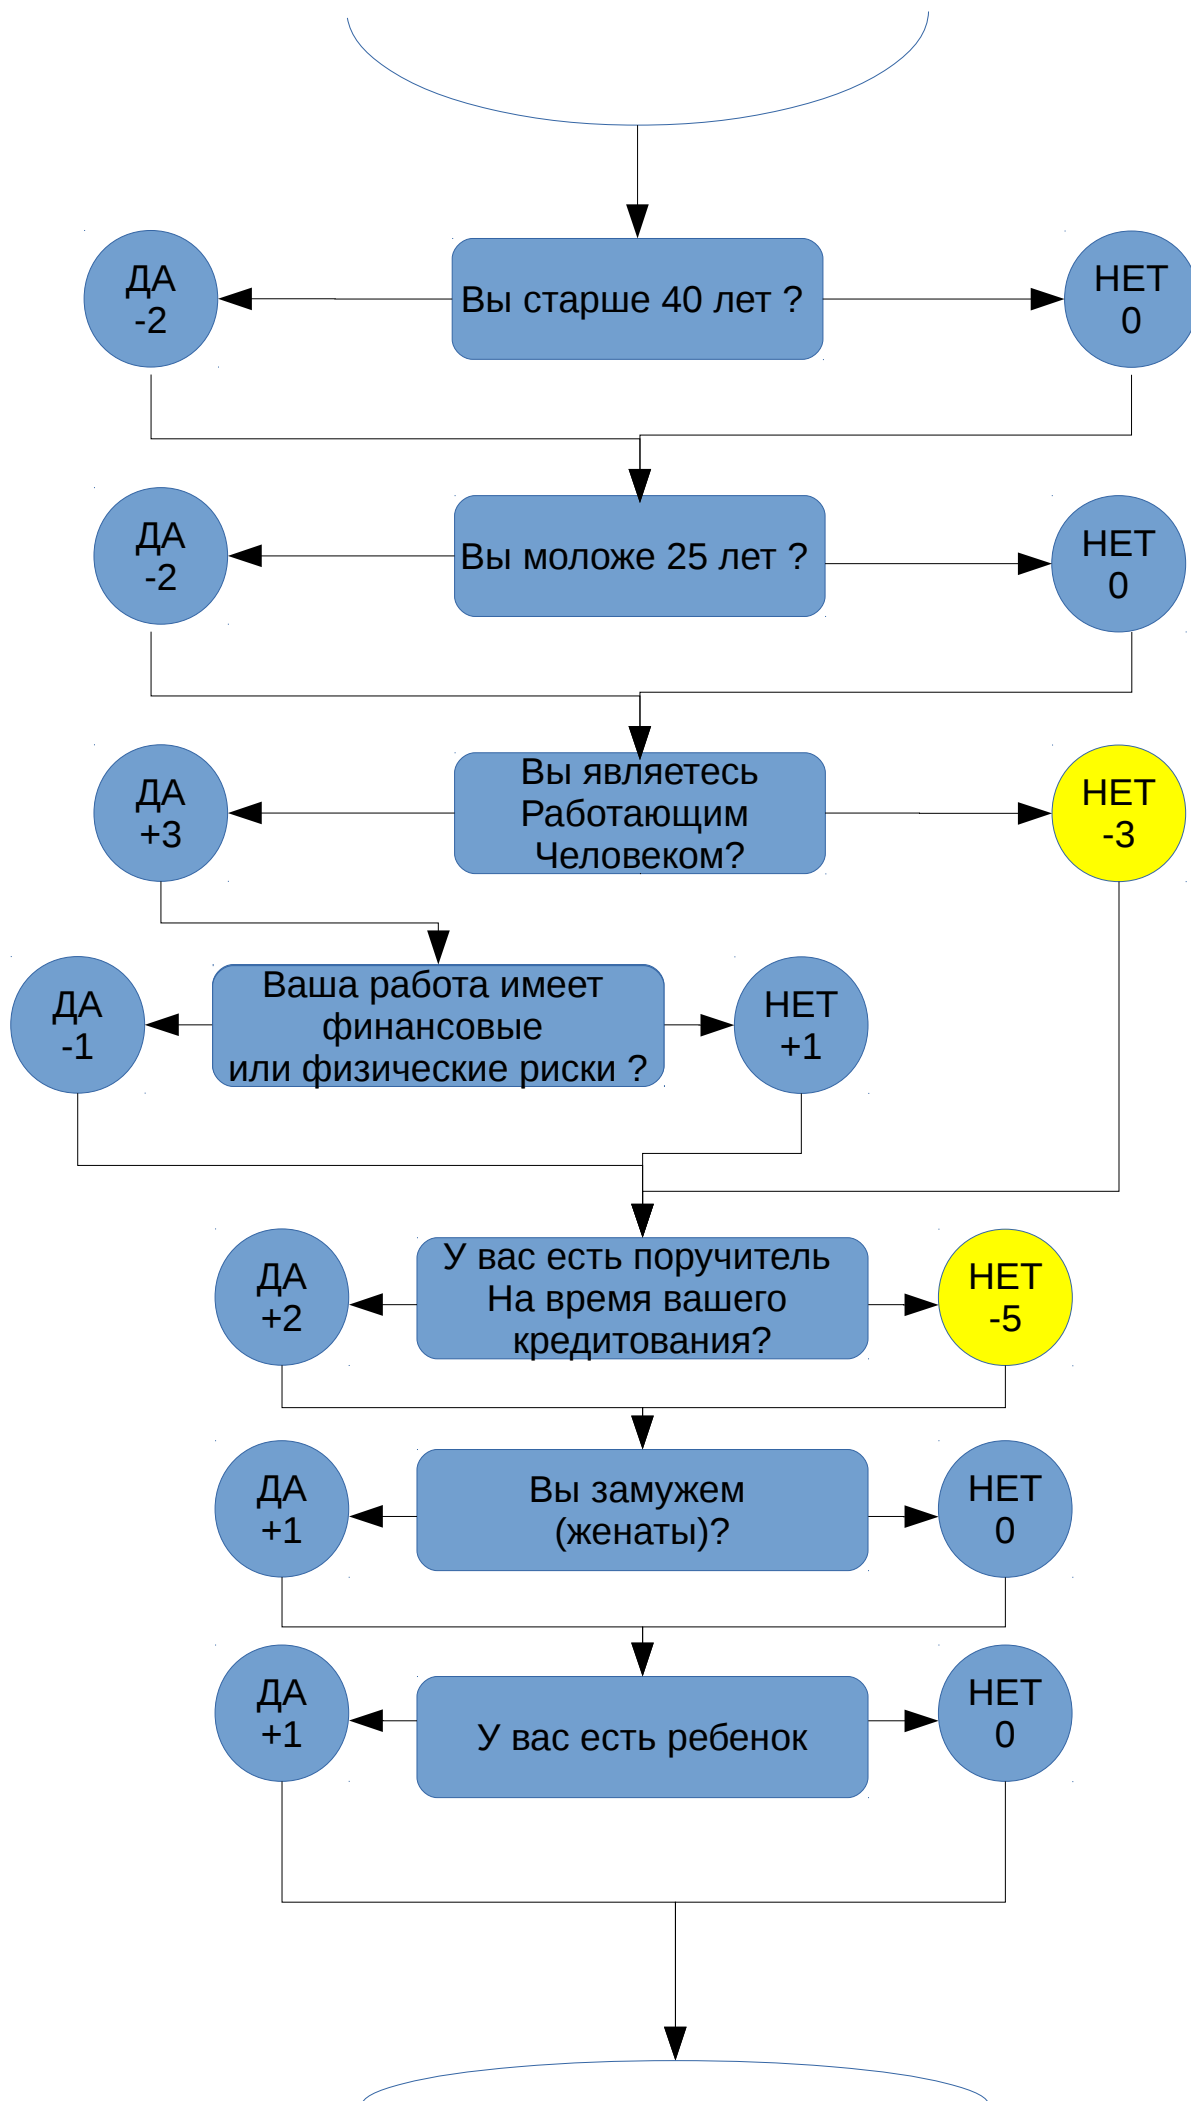 ДА
-2
Вы старше 40 лет ?
НЕТ
0
ДА
-2
Вы моложе 25 лет ?
НЕТ
0
ДА
+3
Вы являетесь
Работающим
Человеком?
НЕТ
-3
ДА
-1
Ваша работа имеет
финансовые
или физические риски ?
НЕТ
+1
ДА
+2
У вас есть поручитель
На время вашего
кредитования?
НЕТ
-5
ДА
+1
Вы замужем
(женаты)?
НЕТ
0
ДА
+1
У вас есть ребенок
НЕТ
0